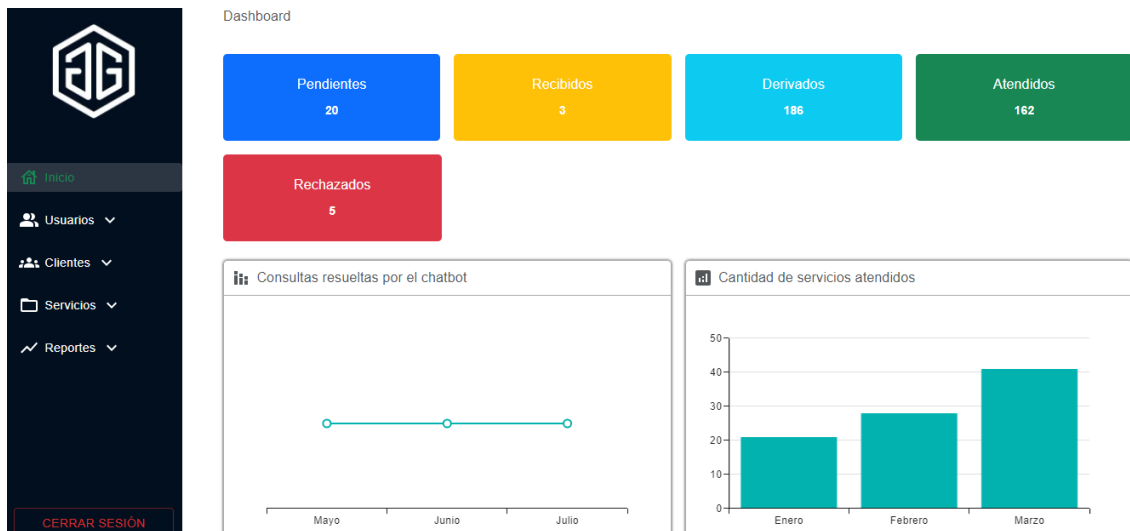 Dashboard
Pendientes
20
Recibidos
3
Derivados
186
Atendidos
162
Rechazados
5
Inicio
Usuarios
Clientes
Servicios
Reportes
CERRAR SESIÓN
Consultas resueltas por el chatbot
Mayo
Junio
Julio
Cantidad de servicios atendidos
50
40
30
20
10
0
Enero
Febrero
Marzo